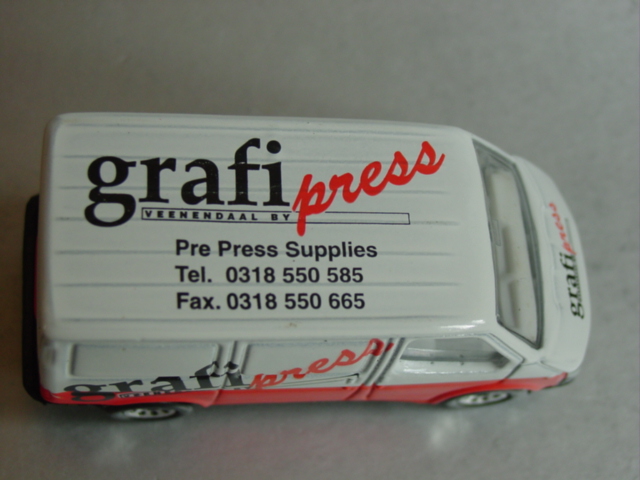 grafi press
VEENENDAAL BV
Pre Press Supplies
Tel. 0318 550 585
Fax. 0318 550 665
grafi press
grafi press